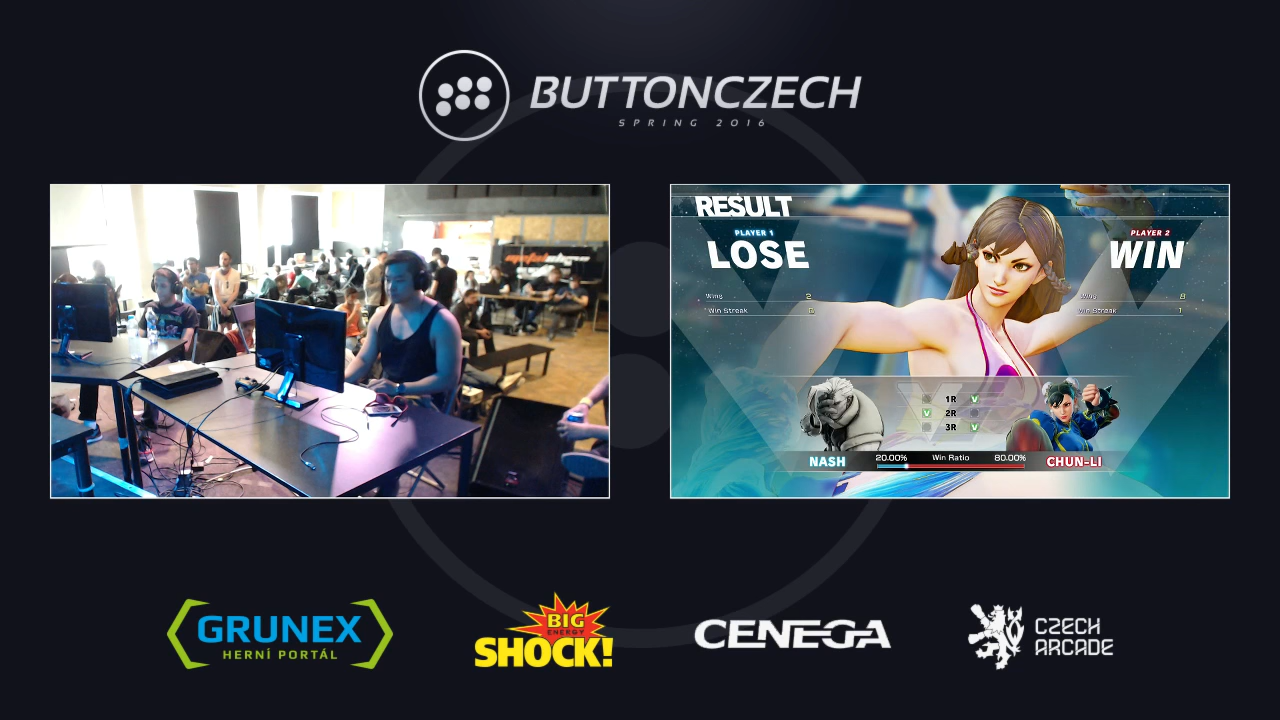 BUTTONCZECH
SPRING 2016
RESULT
PLAYER 1
LOSE
PLAYER 2
WIN
Wins 2
Win Streak 0
Wins 8
Win Streak 1
1R V
V 2R
3R V
20.00% Win Ratio 80.00%
NASH
CHUN-LI
GRUNEX
HERNÍ PORTÁL
BIG
ENERGY
SHOCK!
CENEGA
CZECH
ARCADE